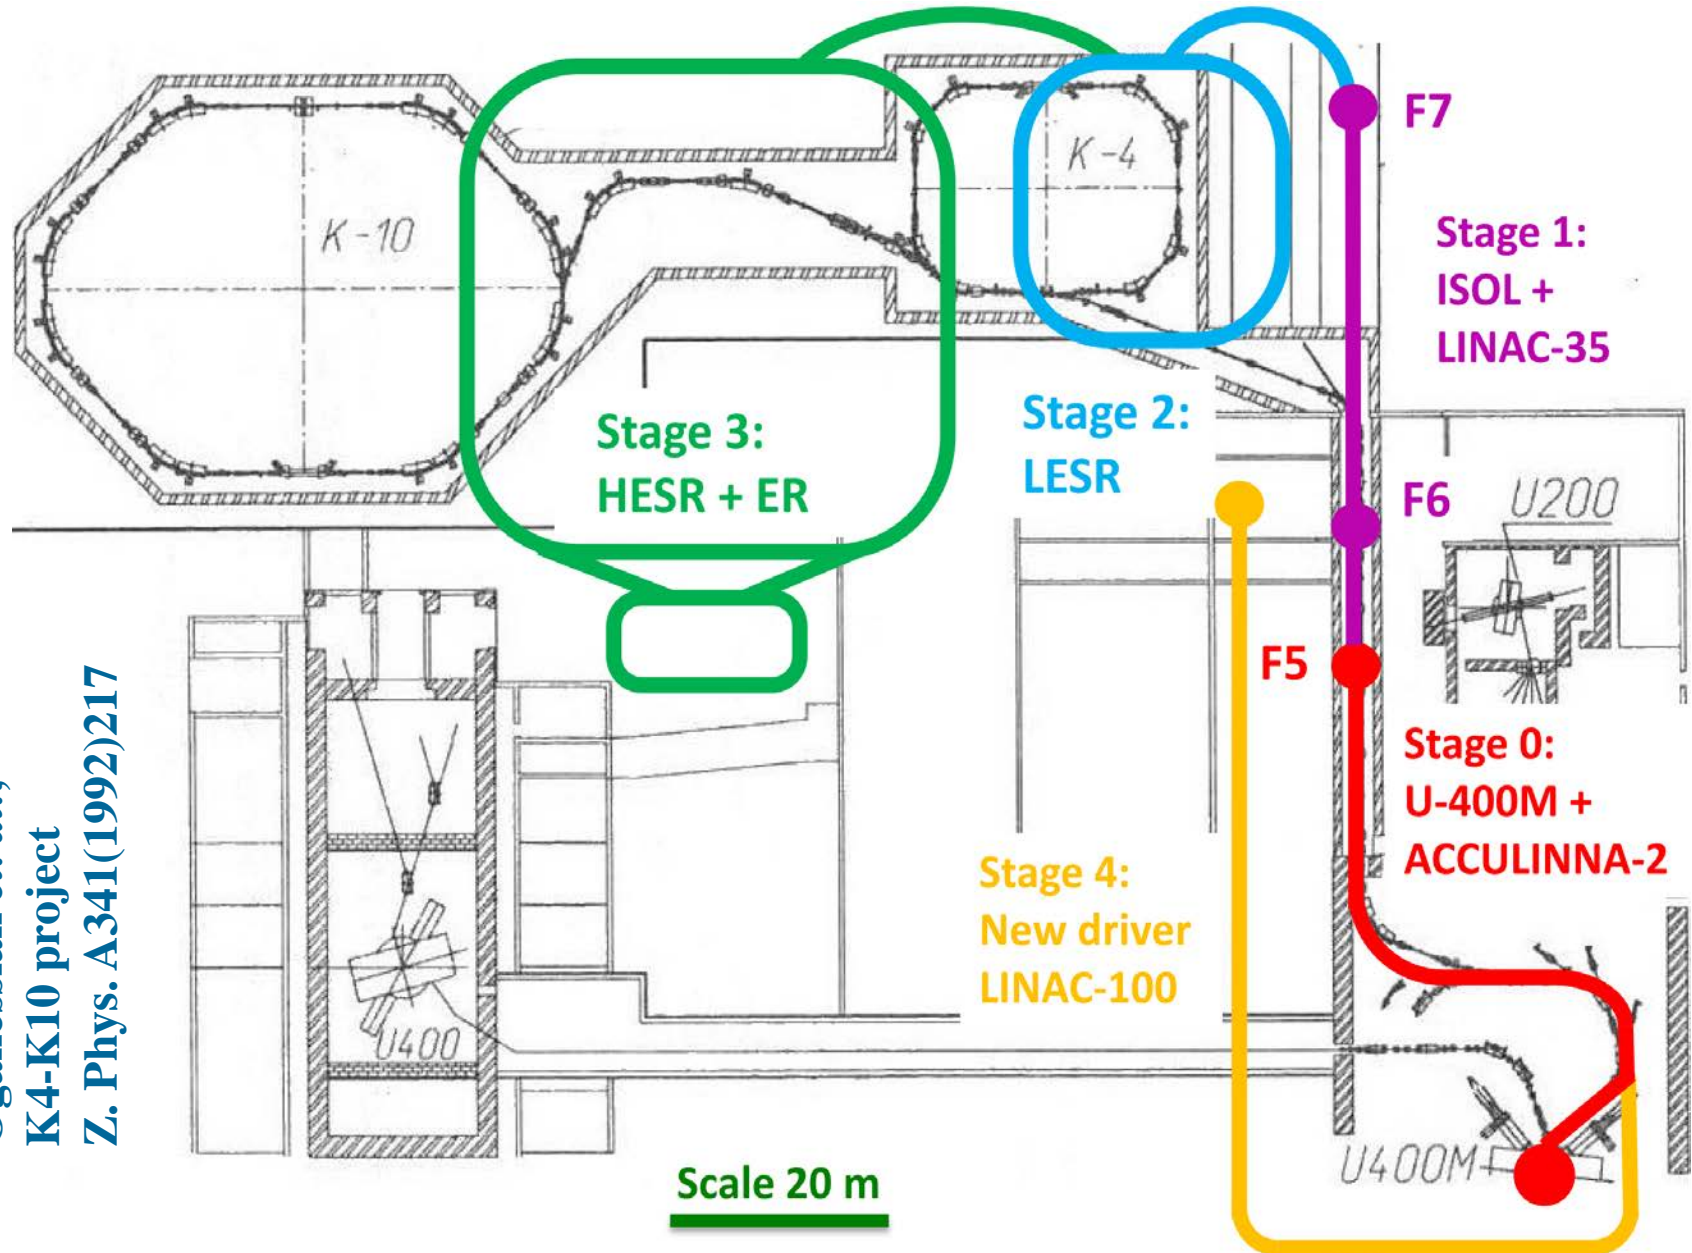 F7
K-4
Stage 1:
ISOL +
LINAC-35
K-10
Stage 3:
HESR + ER
Stage 2:
LESR
F6
U200
F5
Stage 0:
U-400M +
ACCULINNA-2
Stage 4:
New driver
LINAC-100
U400
U400M
Scale 20 m
K4-K10 project
Z. Phys. A341(1992)217